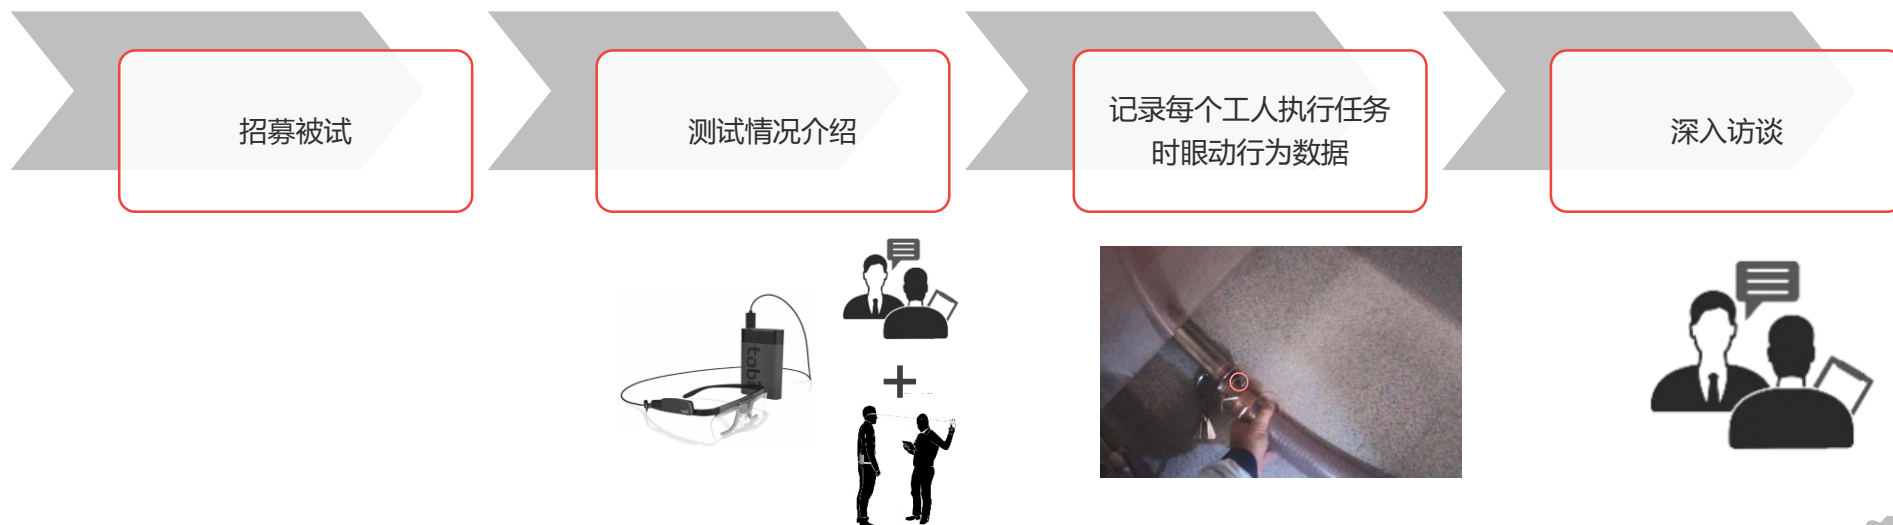 招募被试
测试情况介绍
记录每个工人执行任务
时眼动行为数据
深入访谈